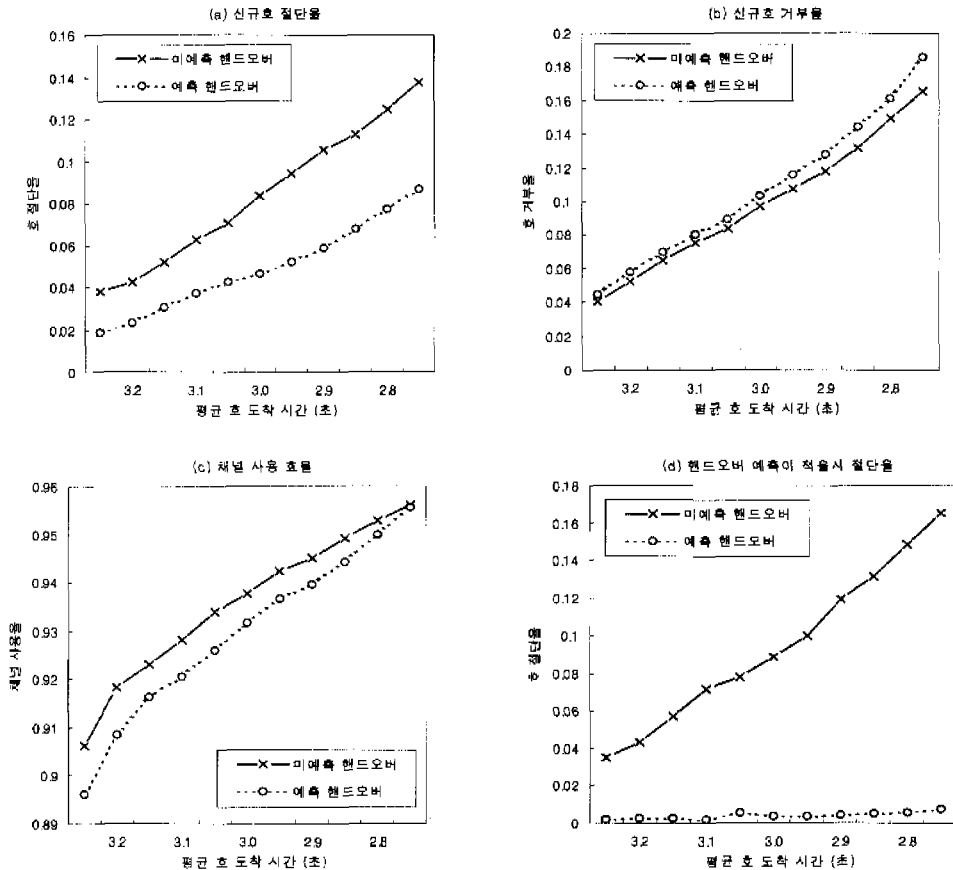 (a) 신규호 절단율
0.16
0.14
0.12
0.1
0.08
0.06
0.04
0.02
0
호 절단율
미예측 핸드오버
예측 핸드오버
3.2 3.1 3.0 2.9 2.8
평균 호 도착 시간 (초)
(b) 신규호 거부율
0.2
0.18
0.16
0.14
0.12
0.1
0.08
0.06
0.04
0.02
0
호 거부율
미예측 핸드오버
예측 핸드오버
3.2 3.1 3.0 2.9 2.8
평균 호 도착 시간 (초)
(c) 채널 사용 효율
0.96
0.95
0.94
0.93
0.92
0.91
0.9
0.89
채널 사용율
미예측 핸드오버
예측 핸드오버
3.2 3.1 3.0 2.9 2.8
평균 호 도착 시간 (초)
(d) 핸드오버 예측이 적을시 절단율
0.18
0.16
0.14
0.12
0.1
0.08
0.06
0.04
0.02
0
호 절단율
미예측 핸드오버
예측 핸드오버
3.2 3.1 3.0 2.9 2.8
평균 호 도착 시간 (초)